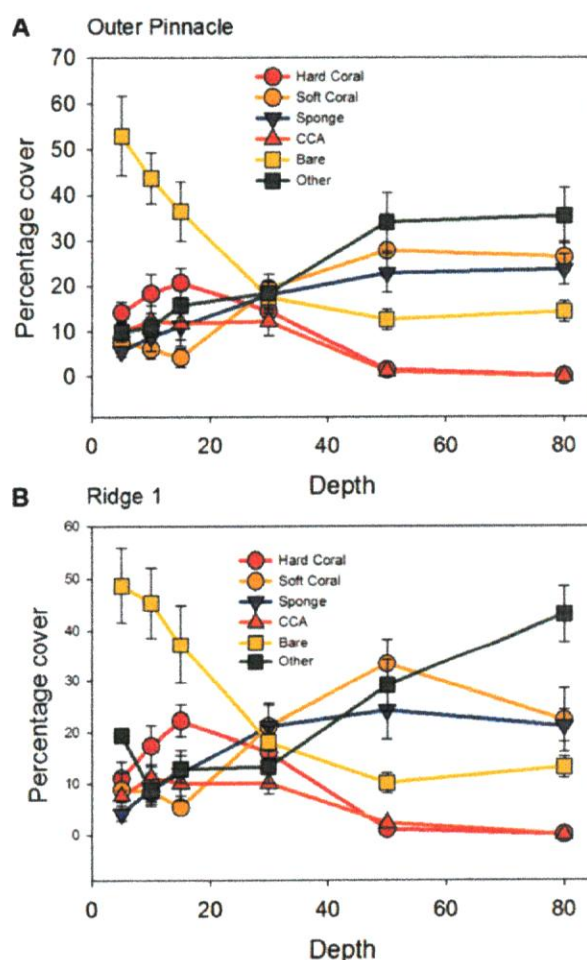 A Outer Pinnacle
70
60
50
40
30
20
10
0
Percentage cover
Hard Coral
Soft Coral
Sponge
CCA
Bare
Other
0 20 40 60 80
Depth
B Ridge 1
60
50
40
30
20
10
0
Percentage cover
Hard Coral
Soft Coral
Sponge
CCA
Bare
Other
0 20 40 60 80
Depth